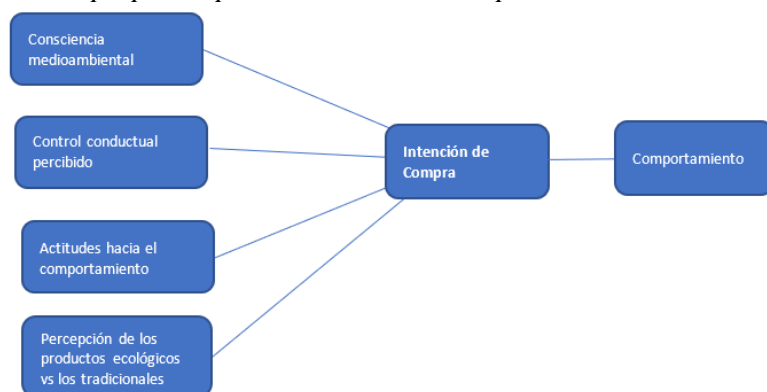 Consciencia
medioambiental
Control conductual
percibido
Intención de
Compra
Comportamiento
Actitudes hacia el
comportamiento
Percepción de los
productos ecológicos
vs los tradicionales